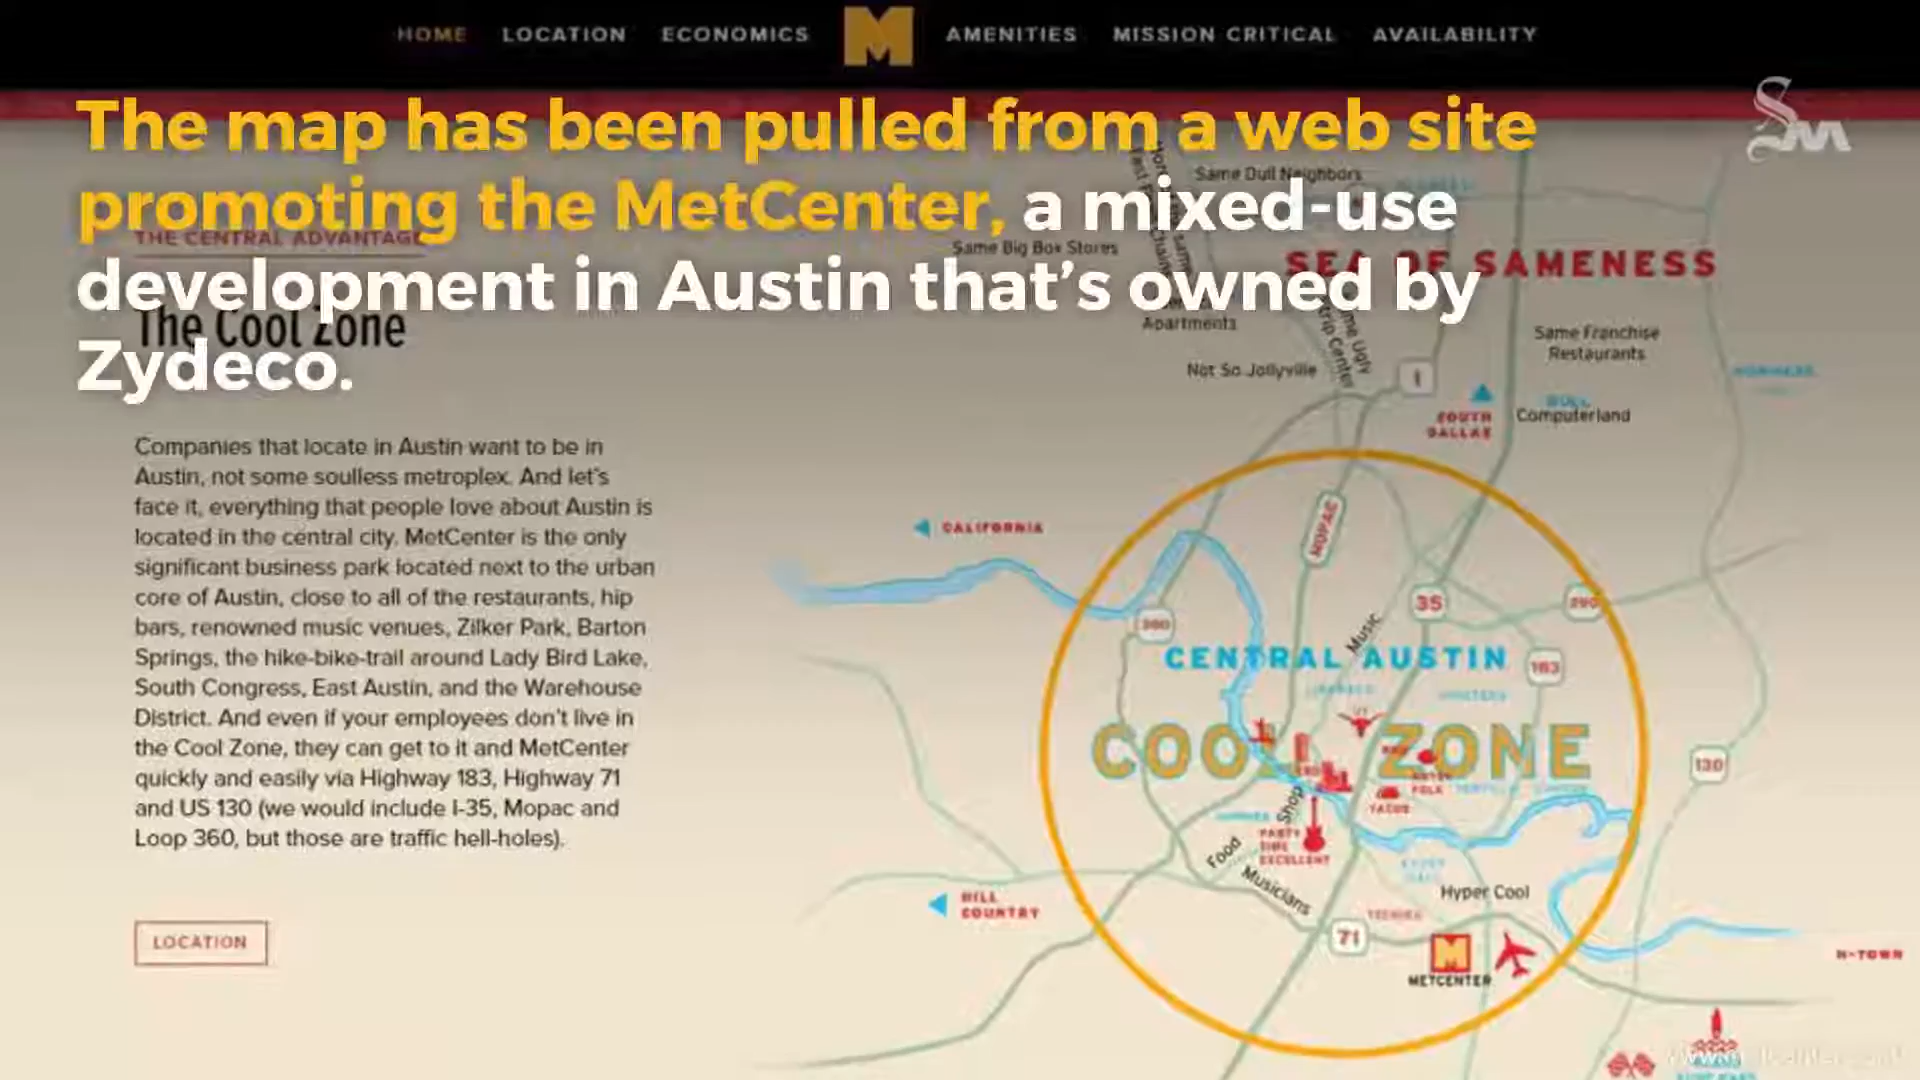 HOME LOCATION ECONOMICS M AMENITIES MISSION CRITICAL AVAILABILITY
SM
The map has been pulled from a web site
promoting the MetCenter, a mixed-use
development in Austin that's owned by
Zydeco.
THE CENTRAL ADVANTAGE
The Cool Zone
Companies that locate in Austin want to be in
Austin, not some soulless metroplex. And let's
face it, everything that people love about Austin is
located in the central city. MetCenter is the only
significant business park located next to the urban
core of Austin, close to all of the restaurants, hip
bars, renowned music venues, Zilker Park, Barton
Springs, the hike-bike-trail around Lady Bird Lake,
South Congress, East Austin, and the Warehouse
District. And even if your employees don't live in
the Cool Zone, they can get to it and MetCenter
quickly and easily via Highway 183, Highway 71
and US 130 (we would include I-35, Mopac and
Loop 360, but those are traffic hell-holes).
LOCATION
Same Dull Neighbors
Same Big Box Stores
SEA OF SAMENESS
Apartments
Same Franchise
Restaurants
Not So Jollyville
1
SOUTH
DALLAS
Computerland
CALIFORNIA
MOPAC
35
290
360
Music
CENTRAL AUSTIN
183
COOL ZONE
130
TACOS
FOLK
Shop
PARTY
TIME
EXCELLENT
Food
Musicians
Hyper Cool
HILL
COUNTRY
71
M
METCENTER
H-TOWN